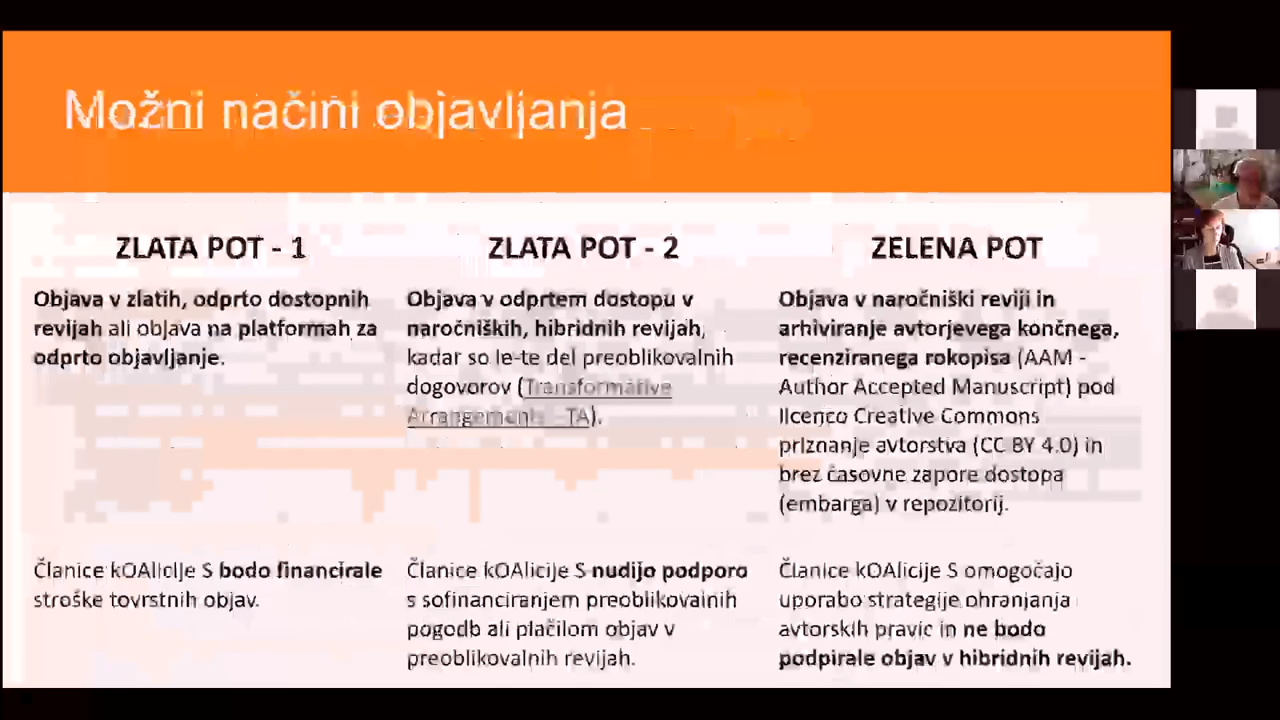 Možni načini objavljanja
ZLATA POT - 1
Objava v zlatih, odprto dostopnih
revijah ali objava na platformah za
odprto objavljanje.
Članice kOAlicije S bodo financirale
stroške tovrstnih objav.
ZLATA POT - 2
Objava v odprtem dostopu v
naročniških, hibridnih revijah,
kadar so le-te del preoblikovalnih
dogovorov (Transformative
Arrangements - TA).
Članice kOAlicije S nudijo podporo
s sofinanciranjem preoblikovalnih
pogodb ali plačilom objav v
preoblikovalnih revijah.
ZELENA POT
Objava v naročniški reviji in
arhiviranje avtorjevega končnega,
recenziranega rokopisa (AAM -
Author Accepted Manuscript) pod
licenco Creative Commons
priznanje avtorstva (CC BY 4.0) in
brez časovne zapore dostopa
(embarga) v repozitorij.
Članice kOAlicije S omogočajo
uporabo strategije ohranjanja
avtorskih pravic in ne bodo
podpirale objav v hibridnih revijah.